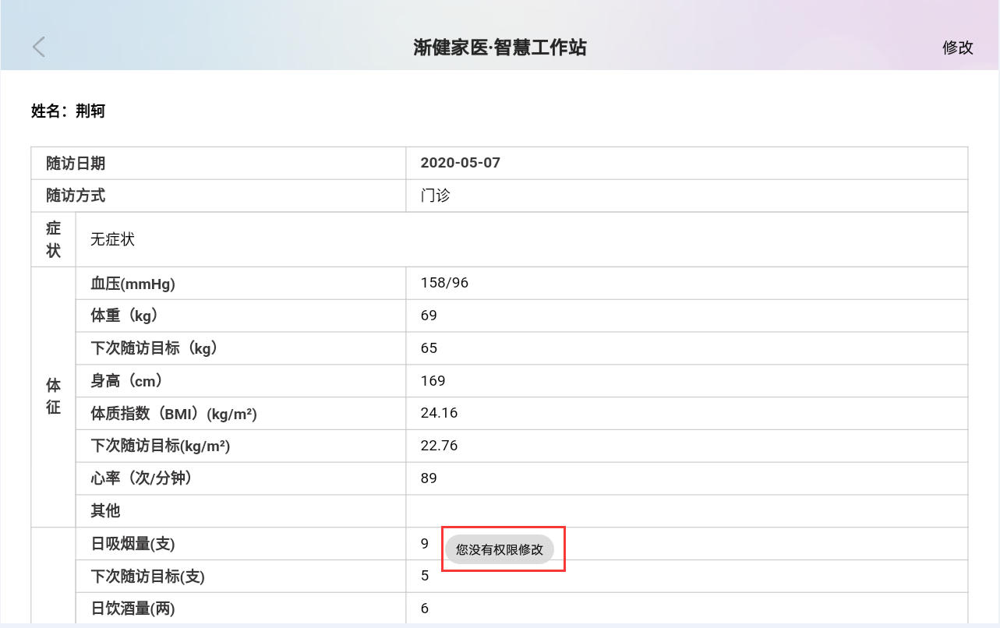 渐健家医·智慧工作站
修改
姓名：荆轲
随访日期 2020-05-07
随访方式 门诊
症状 无症状
体征
血压(mmHg) 158/96
体重（kg） 69
下次随访目标（kg） 65
身高（cm） 169
体质指数（BMI）(kg/m²) 24.16
下次随访目标(kg/m²) 22.76
心率（次/分钟） 89
其他
日吸烟量(支) 9
您没有权限修改
下次随访目标(支) 5
日饮酒量(两) 6